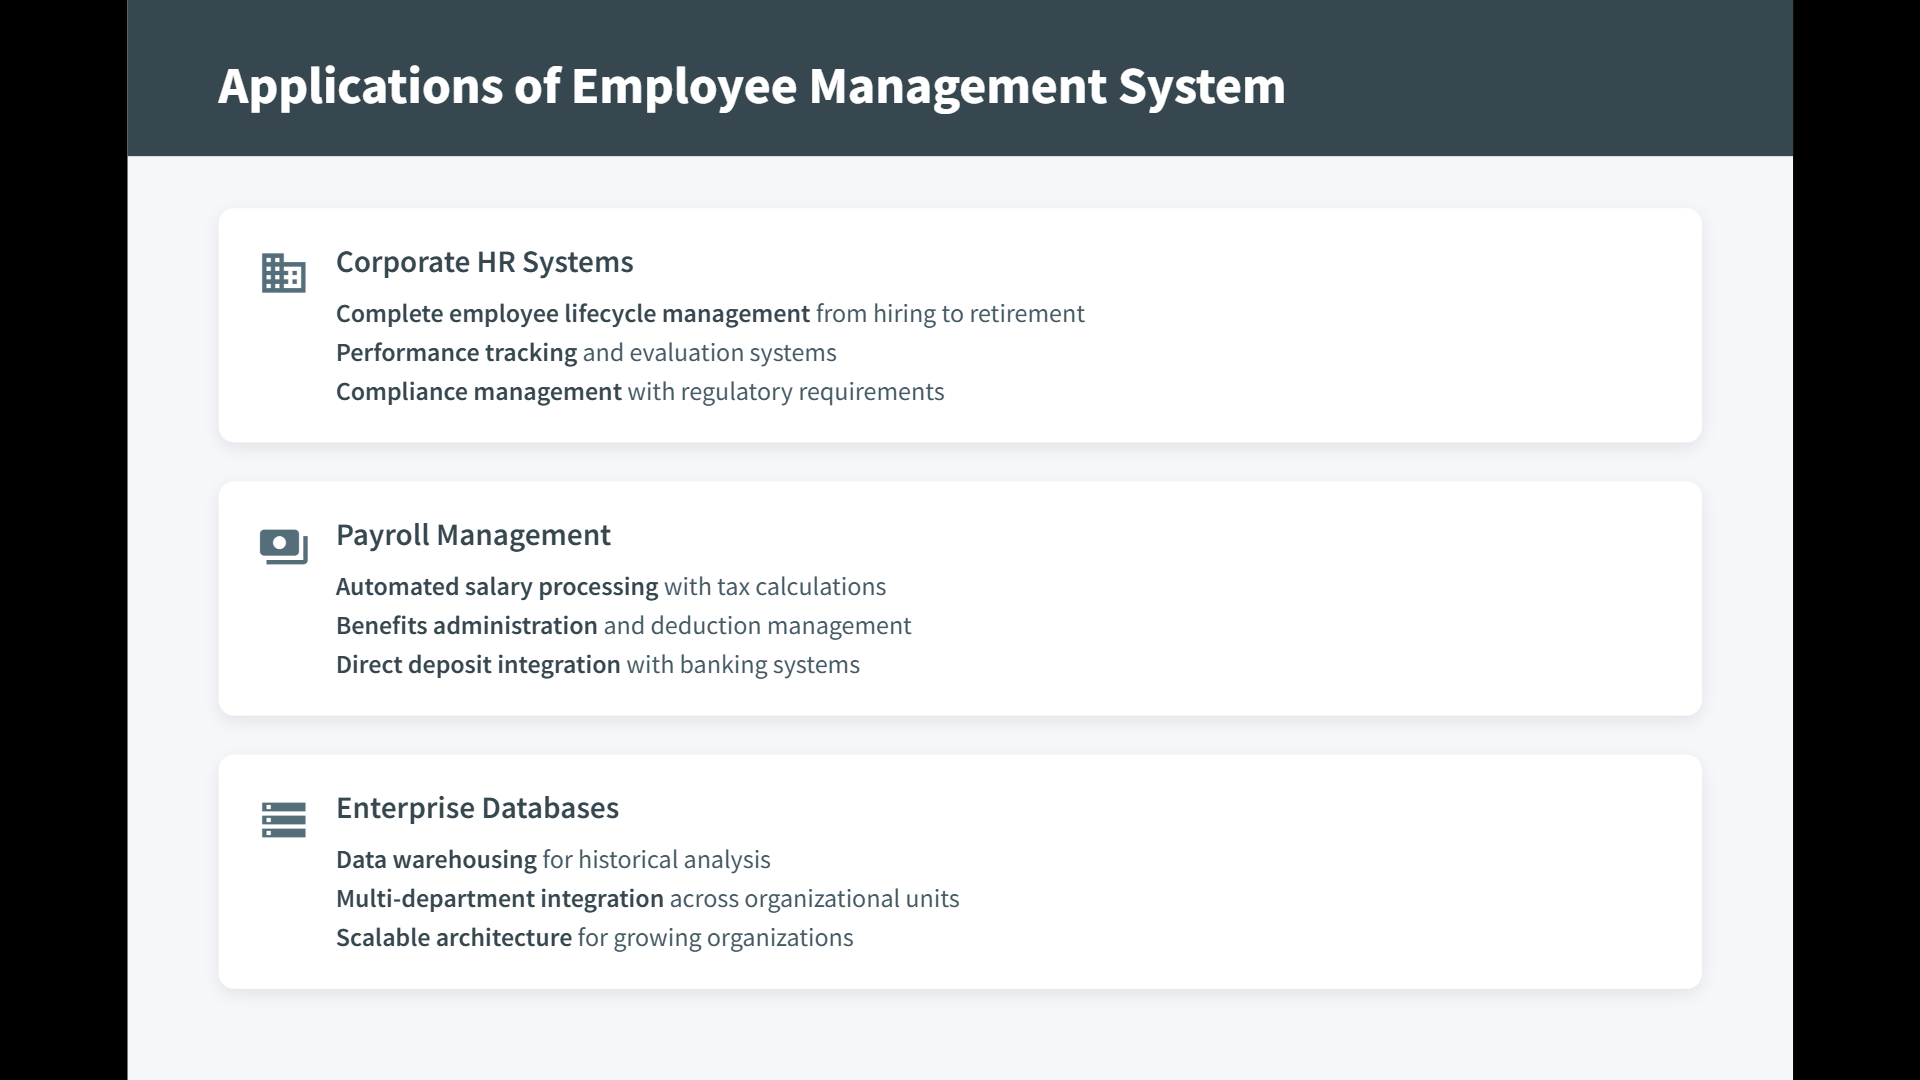 Applications of Employee Management System
Corporate HR Systems
Complete employee lifecycle management from hiring to retirement
Performance tracking and evaluation systems
Compliance management with regulatory requirements
Payroll Management
Automated salary processing with tax calculations
Benefits administration and deduction management
Direct deposit integration with banking systems
Enterprise Databases
Data warehousing for historical analysis
Multi-department integration across organizational units
Scalable architecture for growing organizations